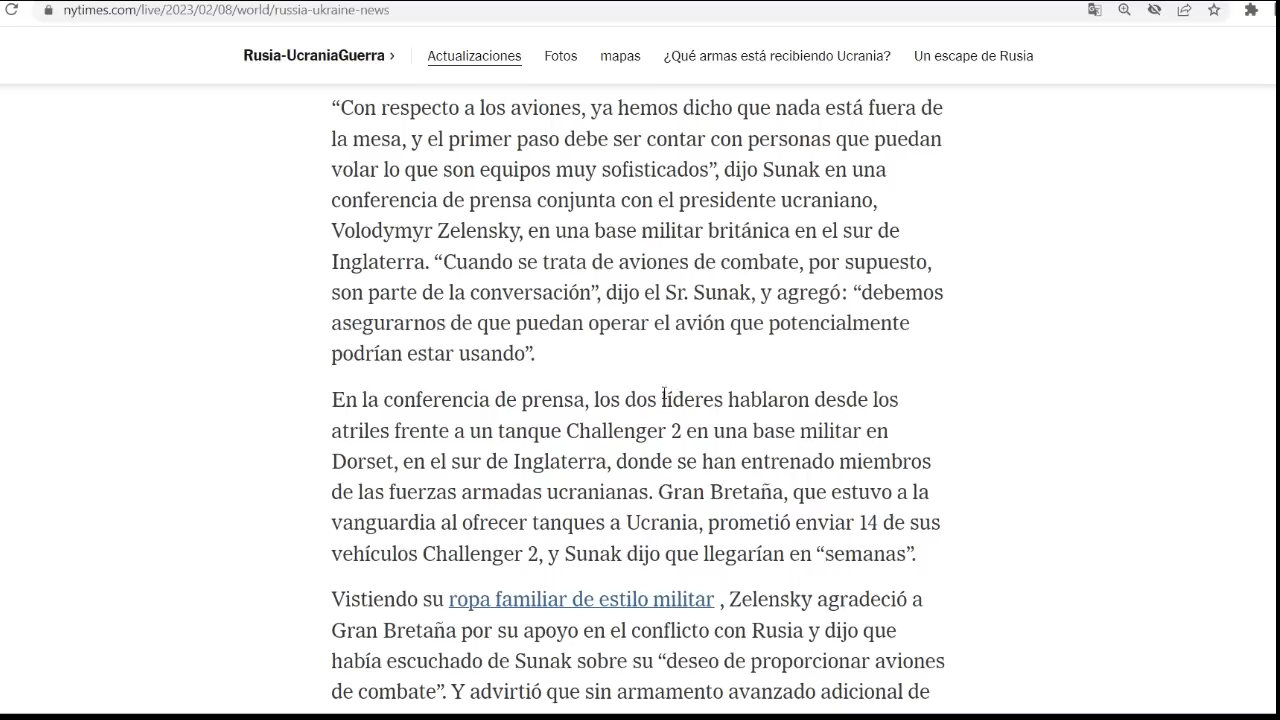 nytimes.com/live/2023/02/08/world/russia-ukraine-news
Rusia-UcraniaGuerra › Actualizaciones Fotos mapas ¿Qué armas está recibiendo Ucrania? Un escape de Rusia
“Con respecto a los aviones, ya hemos dicho que nada está fuera de
la mesa, y el primer paso debe ser contar con personas que puedan
volar lo que son equipos muy sofisticados”, dijo Sunak en una
conferencia de prensa conjunta con el presidente ucraniano,
Volodymyr Zelensky, en una base militar británica en el sur de
Inglaterra. “Cuando se trata de aviones de combate, por supuesto,
son parte de la conversación”, dijo el Sr. Sunak, y agregó: “debemos
asegurarnos de que puedan operar el avión que potencialmente
podrían estar usando”.
En la conferencia de prensa, los dos líderes hablaron desde los
atriles frente a un tanque Challenger 2 en una base militar en
Dorset, en el sur de Inglaterra, donde se han entrenado miembros
de las fuerzas armadas ucranianas. Gran Bretaña, que estuvo a la
vanguardia al ofrecer tanques a Ucrania, prometió enviar 14 de sus
vehículos Challenger 2, y Sunak dijo que llegarían en “semanas”.
Vistiendo su ropa familiar de estilo militar , Zelensky agradeció a
Gran Bretaña por su apoyo en el conflicto con Rusia y dijo que
había escuchado de Sunak sobre su “deseo de proporcionar aviones
de combate”. Y advirtió que sin armamento avanzado adicional de